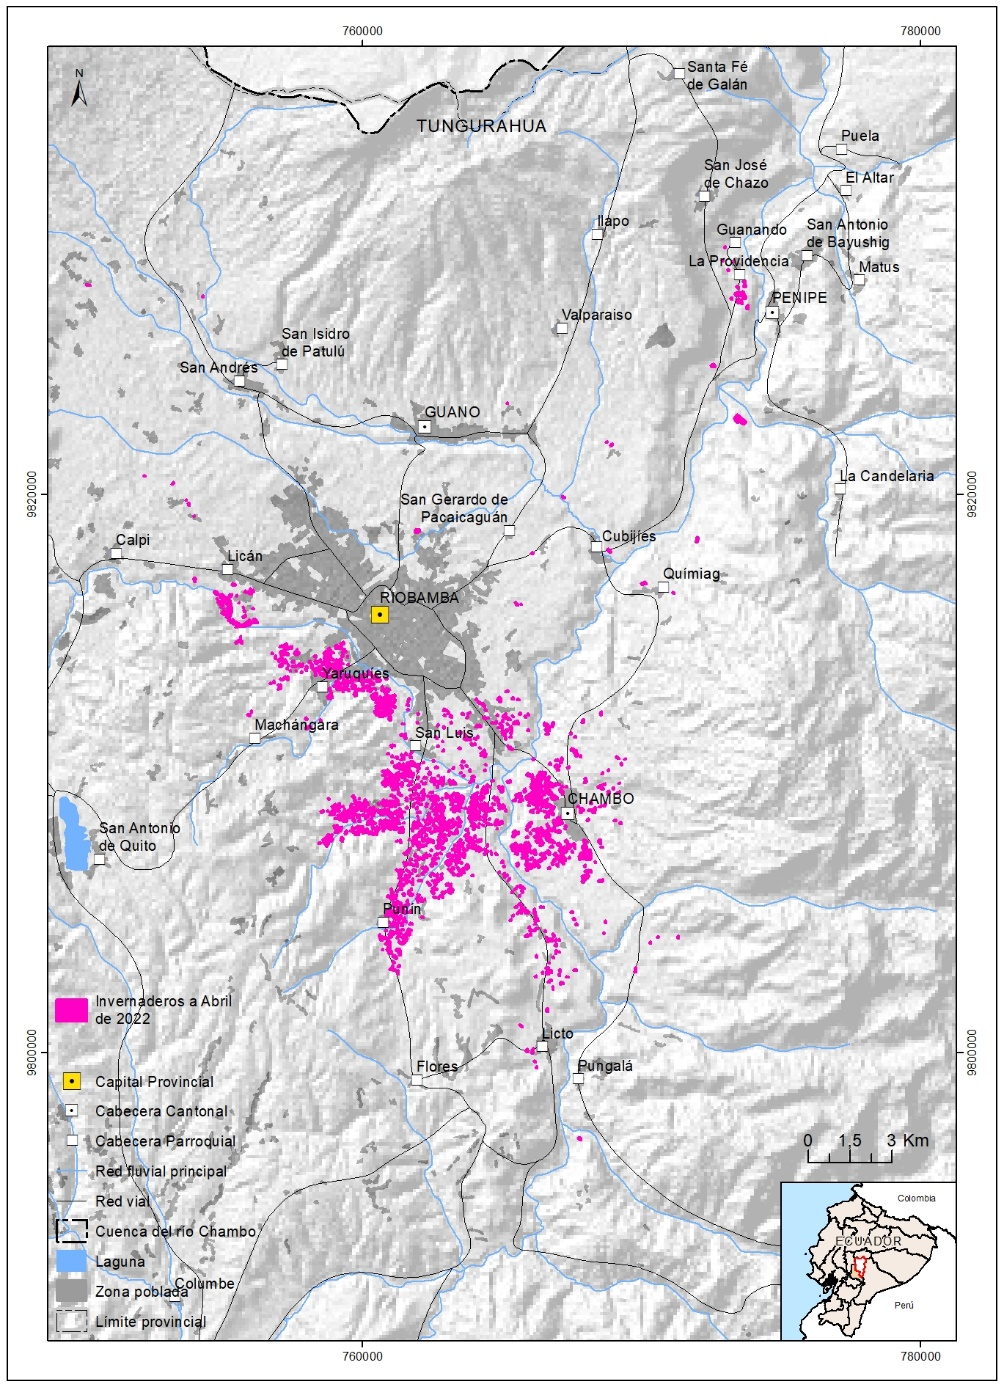 760000
780000
N
Santa Fé
de Galán
TUNGURAHUA
Puela
San José
de Chazo
El Altar
Ilapo
Guanando
San Antonio
de Bayushig
La Providencia
Matus
PENIPE
Valparaiso
San Isidro
de Patulú
San Andrés
GUANO
9820000
9820000
La Candelaria
San Gerardo de
Pacaicaguán
Calpi
Licán
Cubijíes
Químiag
RIOBAMBA
Yaruquies
Machángara
San Luis
CHAMBO
San Antonio
de Quito
Punín
Invernaderos a Abril
de 2022
Licto
9800000
9800000
Flores
Pungalá
Capital Provincial
Cabecera Cantonal
Cabecera Parroquial
Red fluvial principal
Red vial
Cuenca del río Chambo
Laguna
Columbe
Zona poblada
Límite provincial
0 1,5 3 Km
Colombia
ECUADOR
Perú
760000
780000